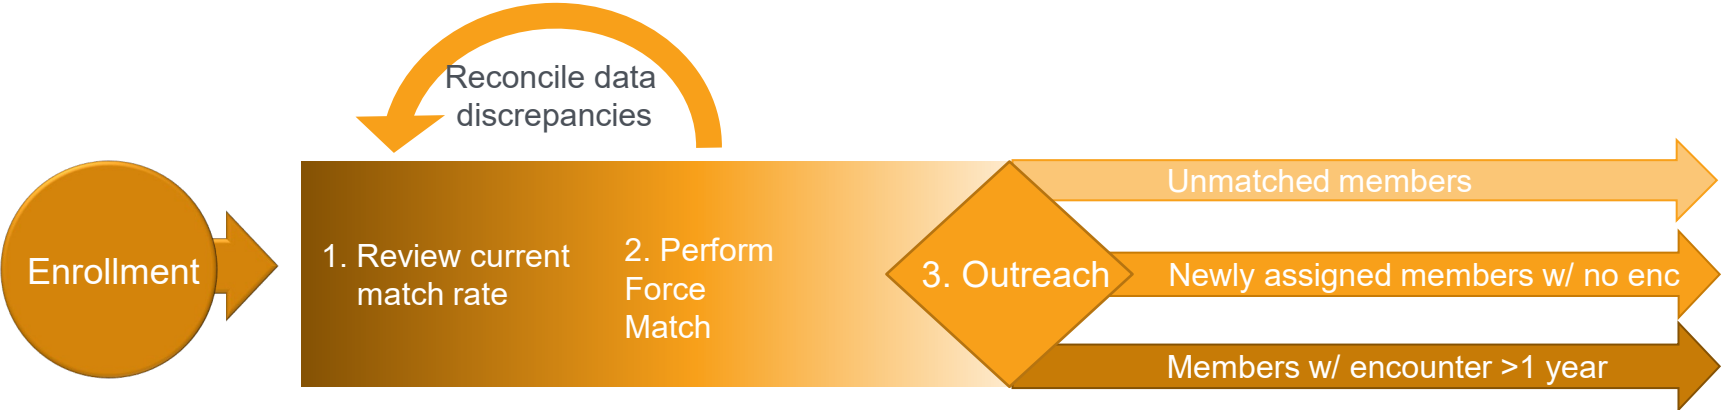 Reconcile data
discrepancies
Enrollment
1. Review current
match rate
2. Perform
Force
Match
3. Outreach
Unmatched members
Newly assigned members w/ no enc
Members w/ encounter >1 year